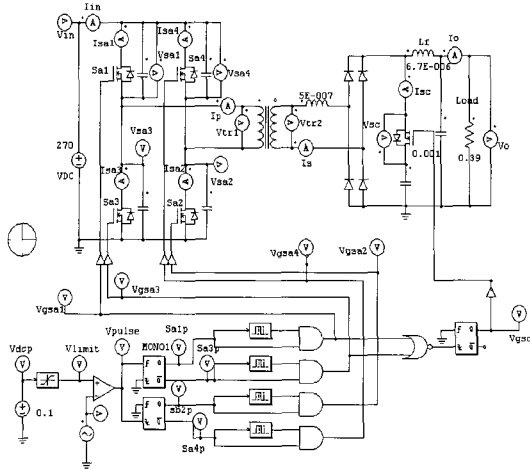 Iin
Vin
Isa1
Isa4
Vsa1
Sa4
Sa1
Vsa4
Lf
Io
6.7E-006
5E-007
Isc
Load
Ip
Vtr1
Vtr2
Vsc
Vsa3
0.001
Vo
270
VDC
Is
0.39
Isa3
Isa2
Vsa2
Sa3
Sa2
Vgsa4
Vgsa2
Vgsa3
Vgsa1
Vpulse
Sa1p
Vgsc
Vdcp
Vlimit
MONO1
Sa3p
sb2p
0.1
Sa4p